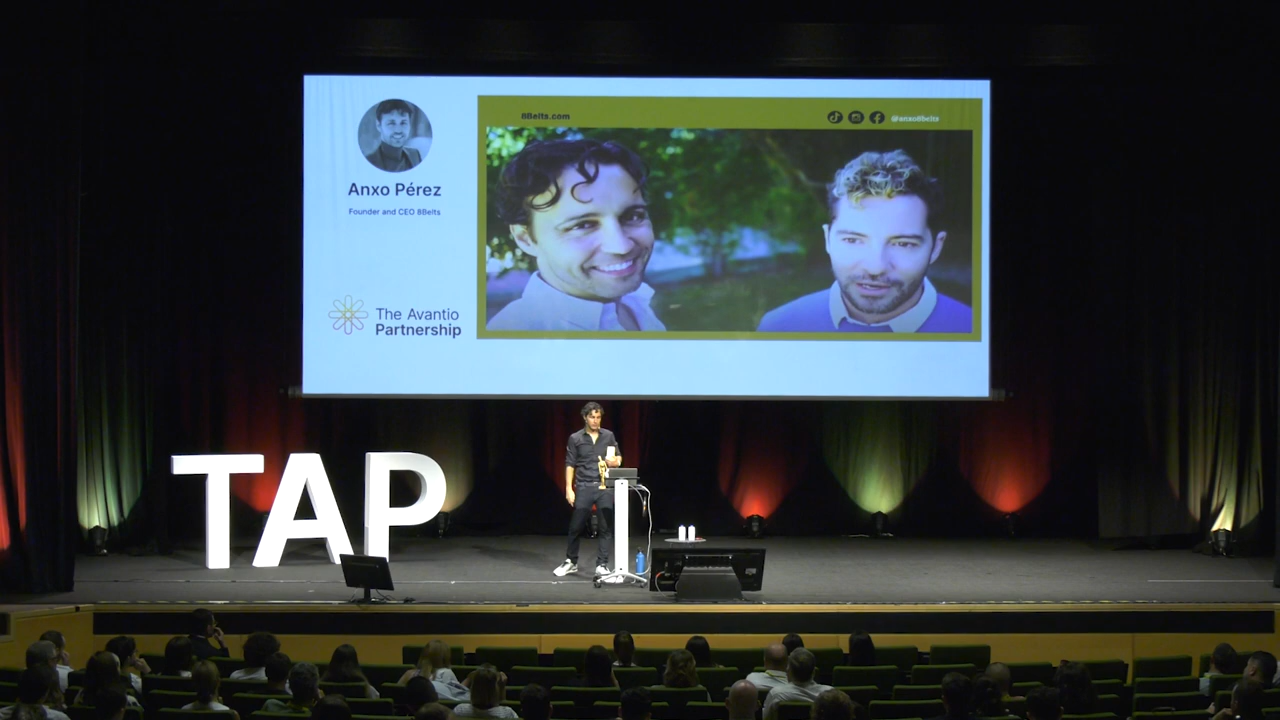 Anxo Pérez
Founder and CEO 8Belts
The Avantio
Partnership
8Belts.com
@anxo8belts
TAP